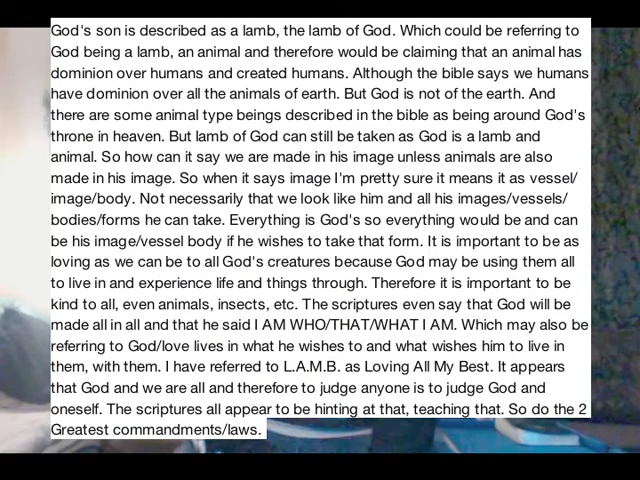 God's son is described as a lamb, the lamb of God. Which could be referring to
God being a lamb, an animal and therefore would be claiming that an animal has
dominion over humans and created humans. Although the bible says we humans
have dominion over all the animals of earth. But God is not of the earth. And
there are some animal type beings described in the bible as being around God's
throne in heaven. But lamb of God can still be taken as God is a lamb and
animal. So how can it say we are made in his image unless animals are also
made in his image. So when it says image I'm pretty sure it means it as vessel/
image/body. Not necessarily that we look like him and all his images/vessels/
bodies/forms he can take. Everything is God's so everything would be and can
be his image/vessel body if he wishes to take that form. It is important to be as
loving as we can be to all God's creatures because God may be using them all
to live in and experience life and things through. Therefore it is important to be
kind to all, even animals, insects, etc. The scriptures even say that God will be
made all in all and that he said I AM WHO/THAT/WHAT I AM. Which may also be
referring to God/love lives in what he wishes to and what wishes him to live in
them, with them. I have referred to L.A.M.B. as Loving All My Best. It appears
that God and we are all and therefore to judge anyone is to judge God and
oneself. The scriptures all appear to be hinting at that, teaching that. So do the 2
Greatest commandments/laws.